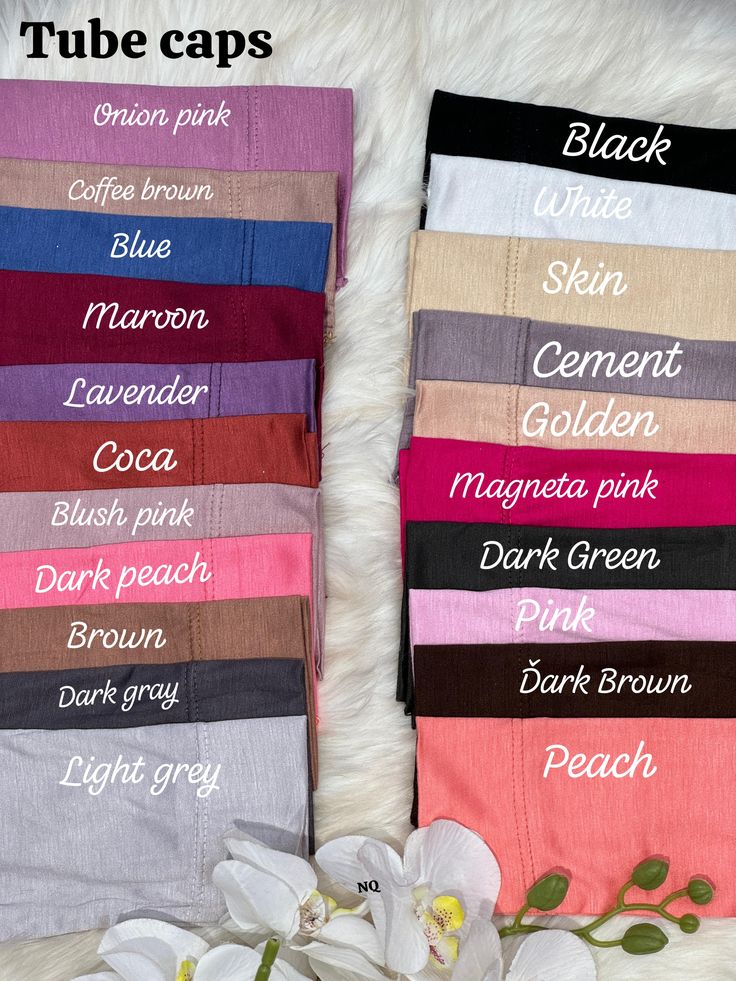 Tube caps
Onion pink
Coffee brown
Blue
Maroon
Lavender
Coca
Blush pink
Dark peach
Brown
Dark gray
Light grey
Black
White
Skin
Cement
Golden
Magneta pink
Dark Green
Pink
Ďark Brown
Peach
NQ